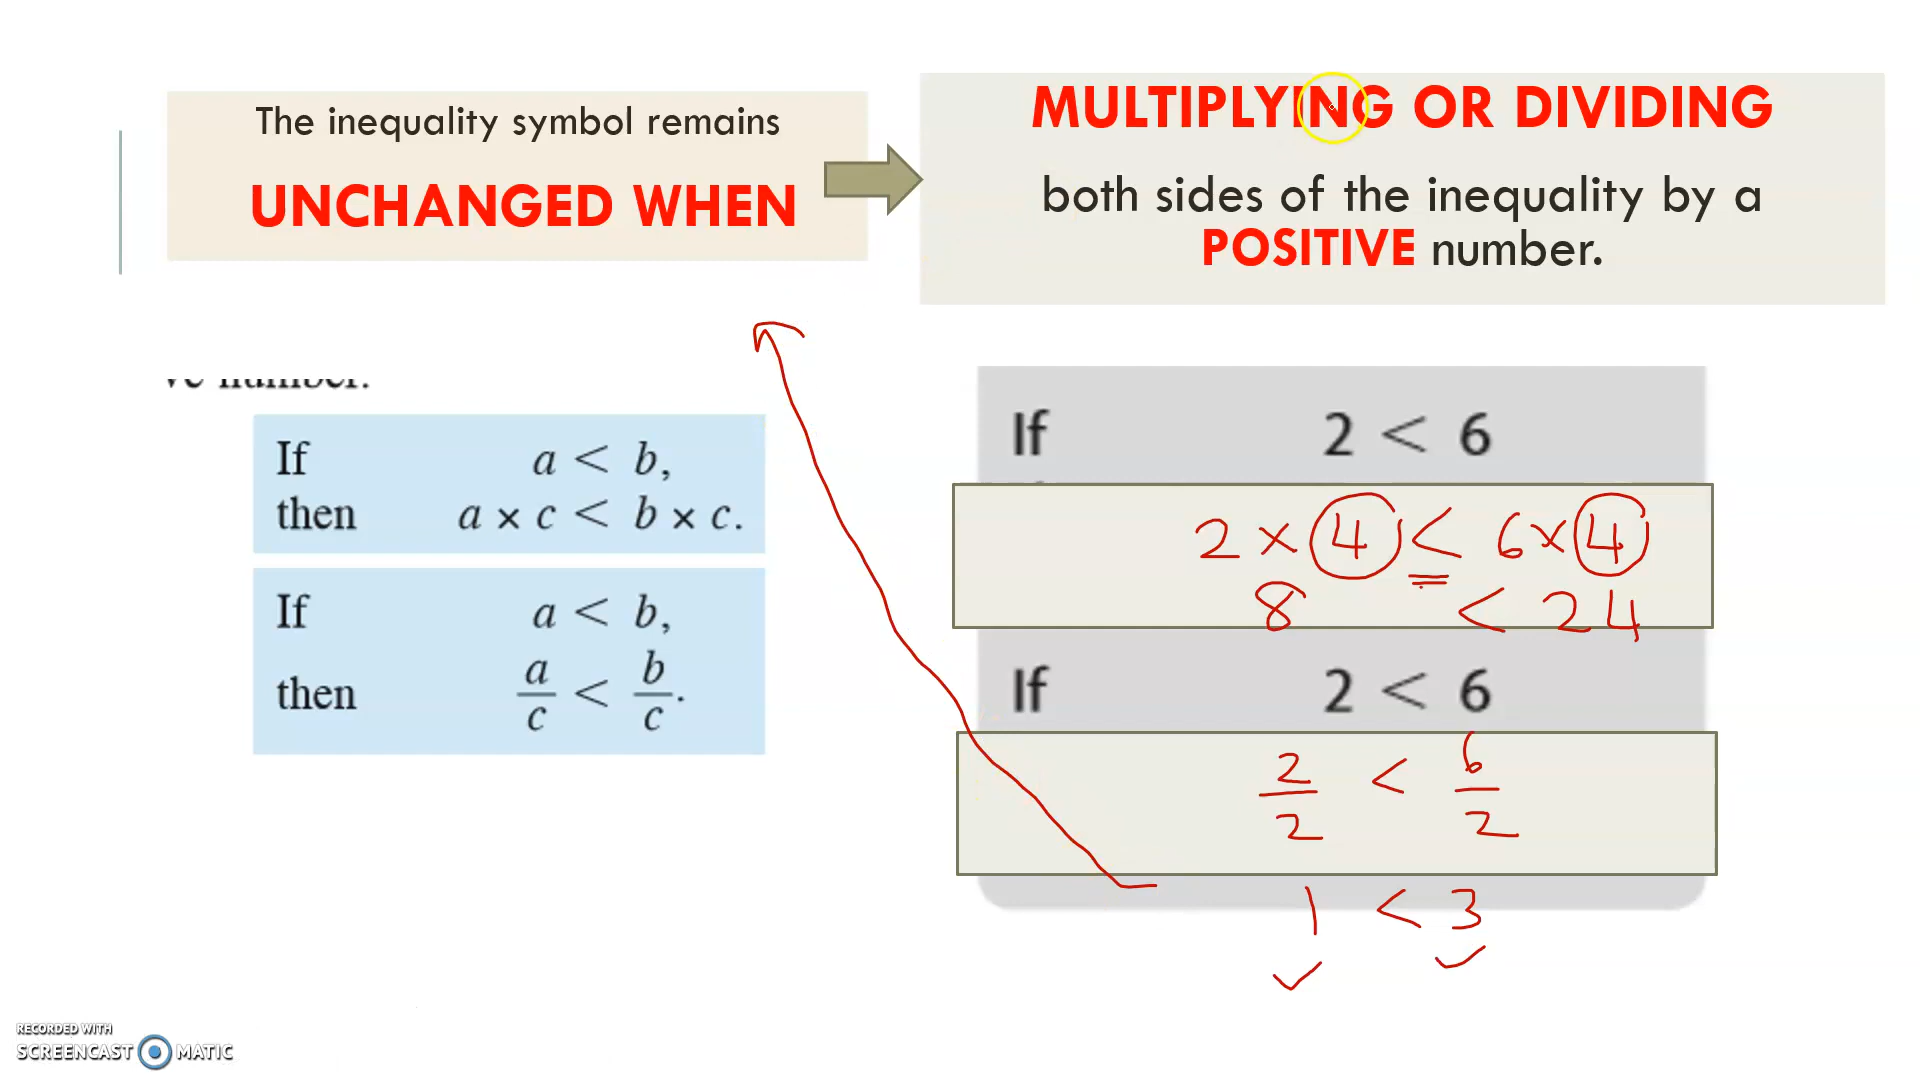 The inequality symbol remains
UNCHANGED WHEN
MULTIPLYING OR DIVIDING
both sides of the inequality by a
POSITIVE number.
ve number.
If a < b,
then a × c < b × c.
If a < b,
then a/c < b/c.
If 2 < 6
2 × 4 < 6 × 4
8 < 24
If 2 < 6
2/2 < 6/2
1 < 3
RECORDED WITH
SCREENCAST MATIC